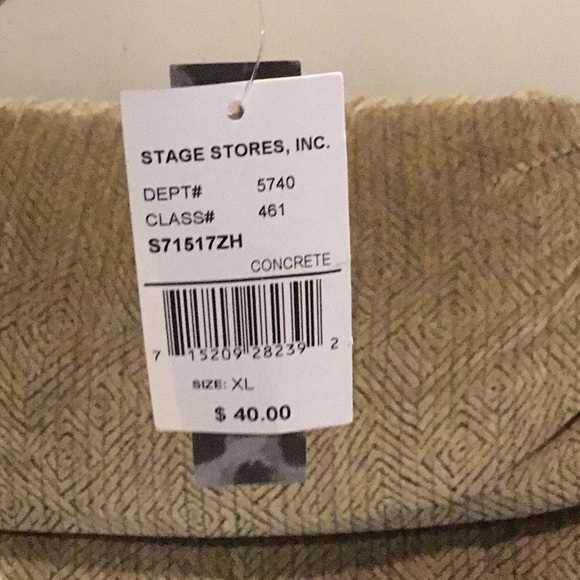 STAGE STORES, INC.
DEPT# 5740
CLASS# 461
S71517ZH
CONCRETE
7 15209 28239 2
SIZE: XL
$ 40.00